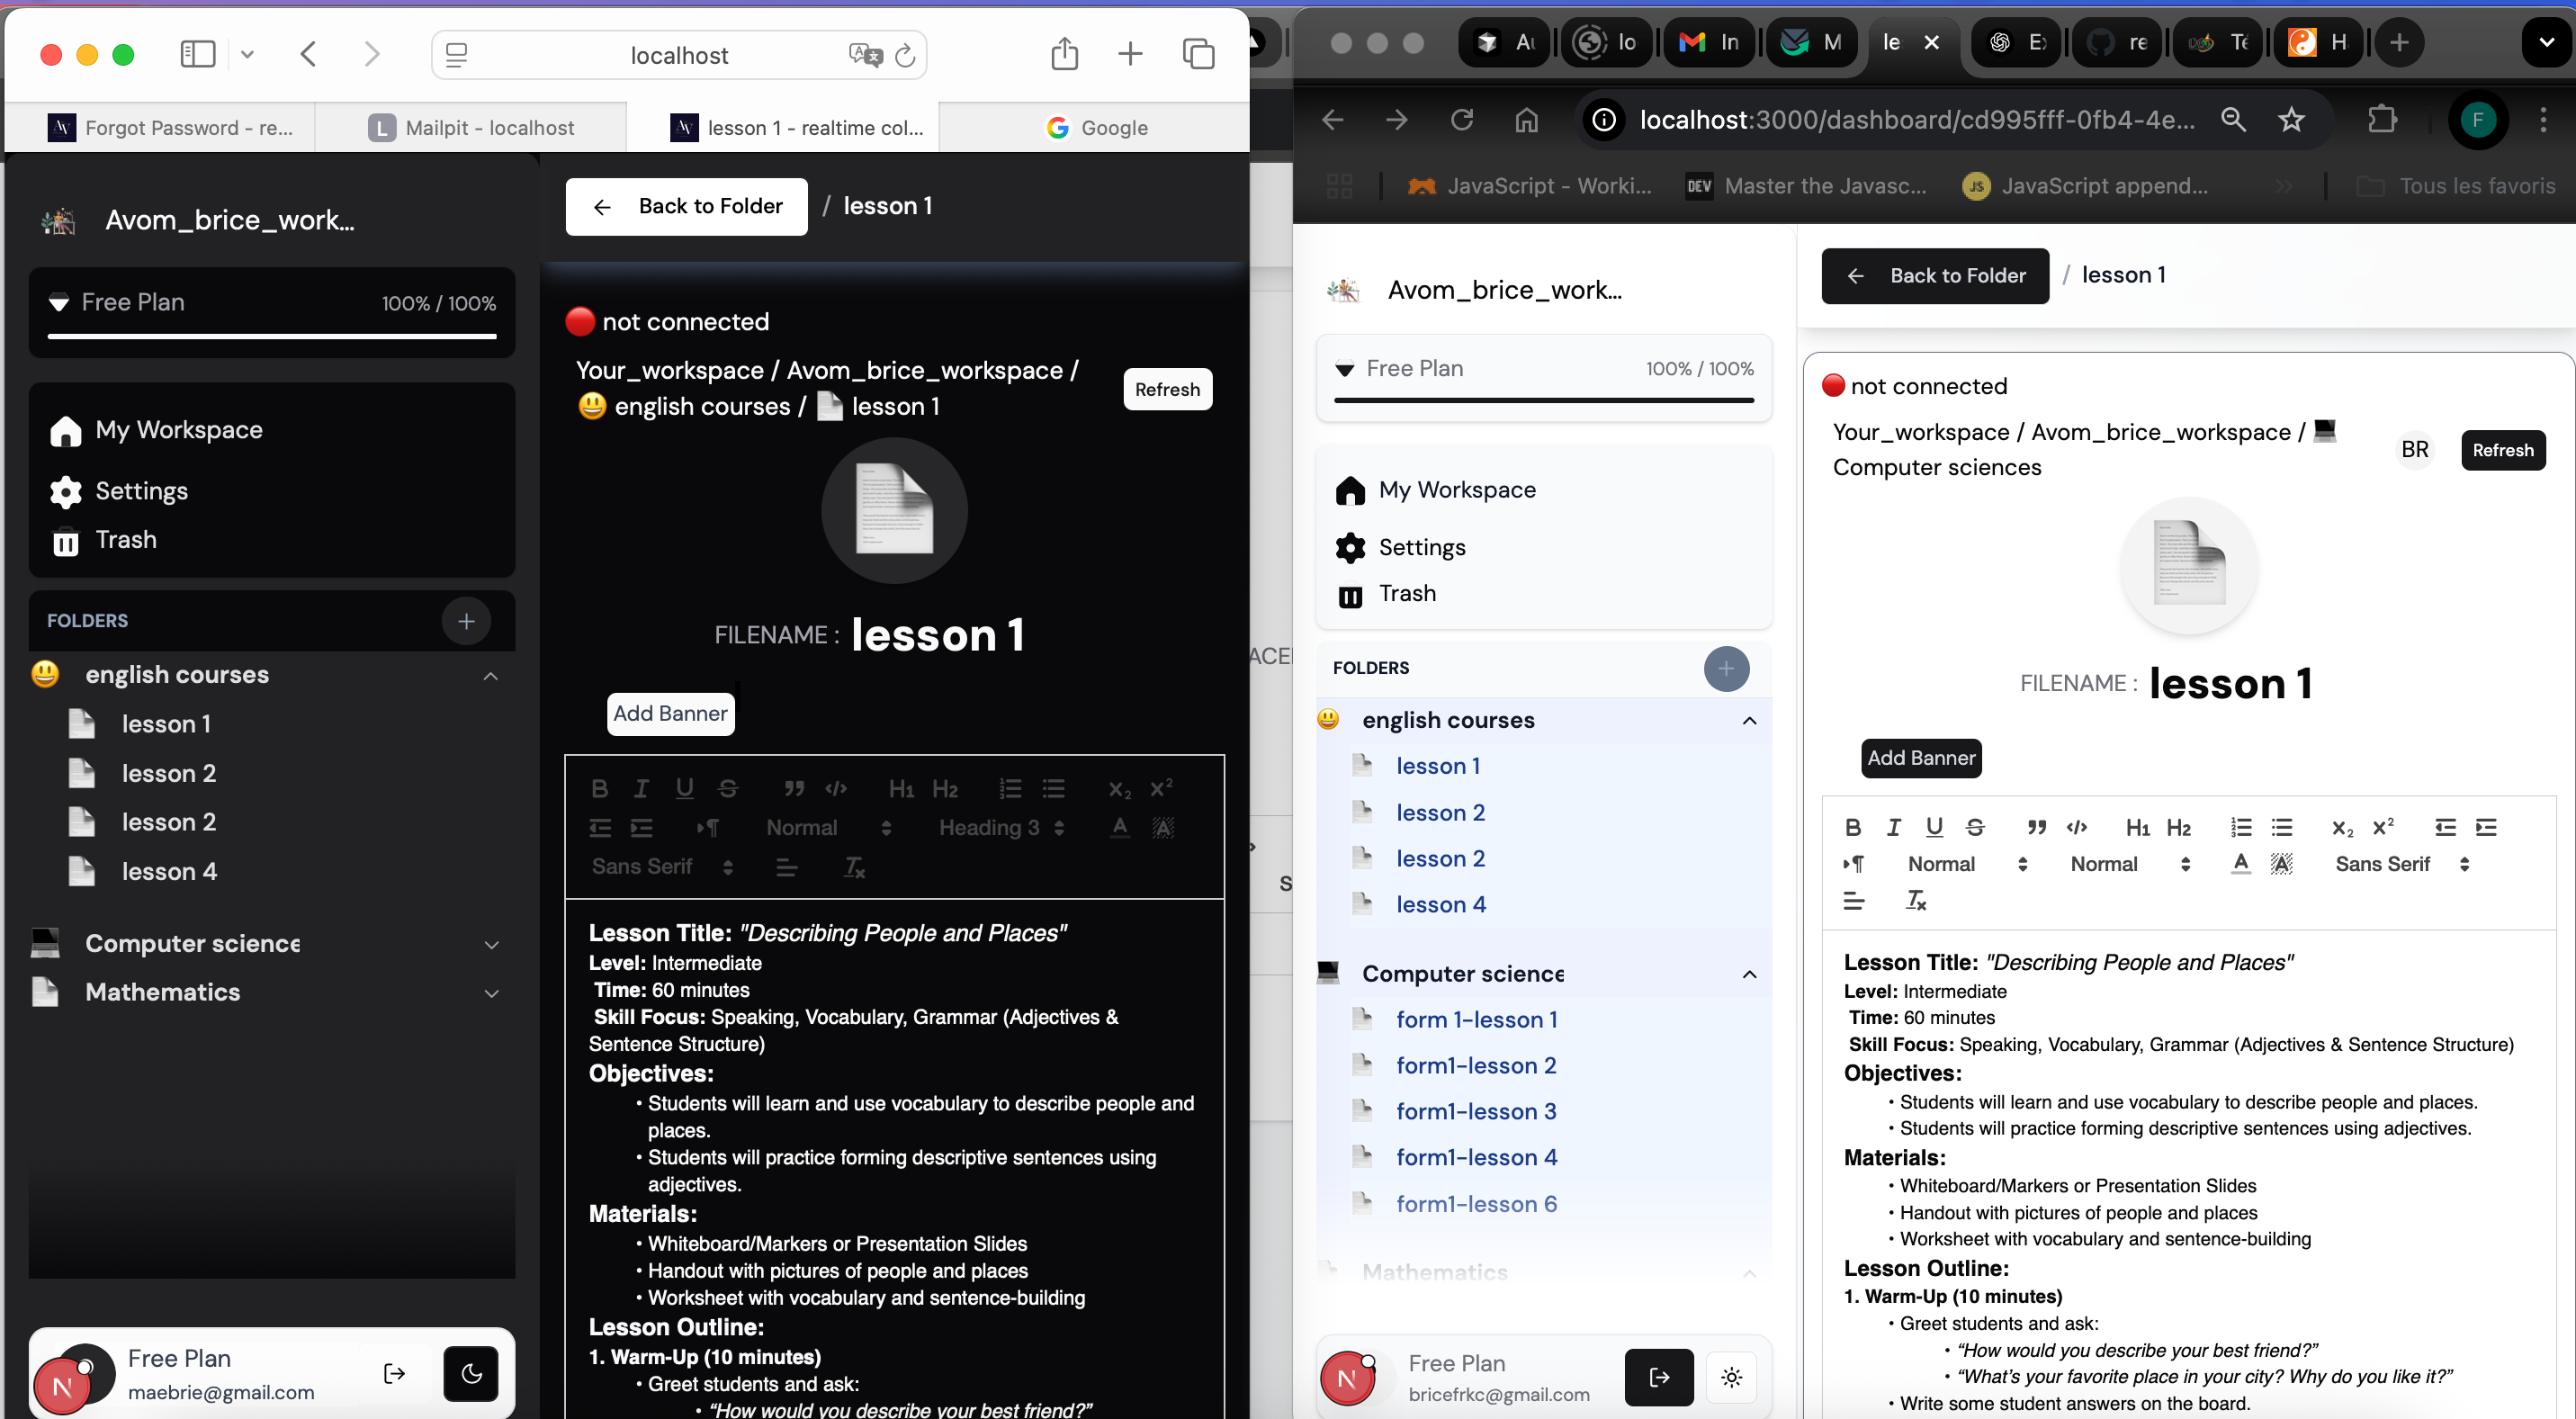 localhost
Forgot Password - re...
L Mailpit - localhost
lesson 1 - realtime col...
Google
Avom_brice_work...
Free Plan 100% / 100%
My Workspace
Settings
Trash
FOLDERS
english courses
lesson 1
lesson 2
lesson 2
lesson 4
Computer science
Mathematics
Free Plan
maebrie@gmail.com
N
Back to Folder / lesson 1
not connected
Your_workspace / Avom_brice_workspace /
english courses / lesson 1
Refresh
FILENAME : lesson 1
Add Banner
B I U S H1 H2 X2 X2
Normal Heading 3 A A
Sans Serif Tx
Lesson Title: "Describing People and Places"
Level: Intermediate
Time: 60 minutes
Skill Focus: Speaking, Vocabulary, Grammar (Adjectives &
Sentence Structure)
Objectives:
• Students will learn and use vocabulary to describe people and
places.
• Students will practice forming descriptive sentences using
adjectives.
Materials:
• Whiteboard/Markers or Presentation Slides
• Handout with pictures of people and places
• Worksheet with vocabulary and sentence-building
Lesson Outline:
1. Warm-Up (10 minutes)
• Greet students and ask:
• “How would you describe your best friend?”
lo
In
M
le
re
H
localhost:3000/dashboard/cd995fff-0fb4-4e...
F
JavaScript - Worki...
DEV Master the Javasc...
JS JavaScript append...
Tous les favoris
Avom_brice_work...
Free Plan 100% / 100%
My Workspace
Settings
Trash
FOLDERS
english courses
lesson 1
lesson 2
lesson 2
lesson 4
Computer science
form 1-lesson 1
form1-lesson 2
form1-lesson 3
form1-lesson 4
form1-lesson 6
Mathematics
Free Plan
bricefrkc@gmail.com
N
Back to Folder / lesson 1
not connected
Your_workspace / Avom_brice_workspace /
Computer sciences
BR
Refresh
FILENAME : lesson 1
Add Banner
B I U S H1 H2 X2 X2
Normal Normal A A Sans Serif
Tx
Lesson Title: "Describing People and Places"
Level: Intermediate
Time: 60 minutes
Skill Focus: Speaking, Vocabulary, Grammar (Adjectives & Sentence Structure)
Objectives:
• Students will learn and use vocabulary to describe people and places.
• Students will practice forming descriptive sentences using adjectives.
Materials:
• Whiteboard/Markers or Presentation Slides
• Handout with pictures of people and places
• Worksheet with vocabulary and sentence-building
Lesson Outline:
1. Warm-Up (10 minutes)
• Greet students and ask:
• “How would you describe your best friend?”
• “What’s your favorite place in your city? Why do you like it?”
• Write some student answers on the board.